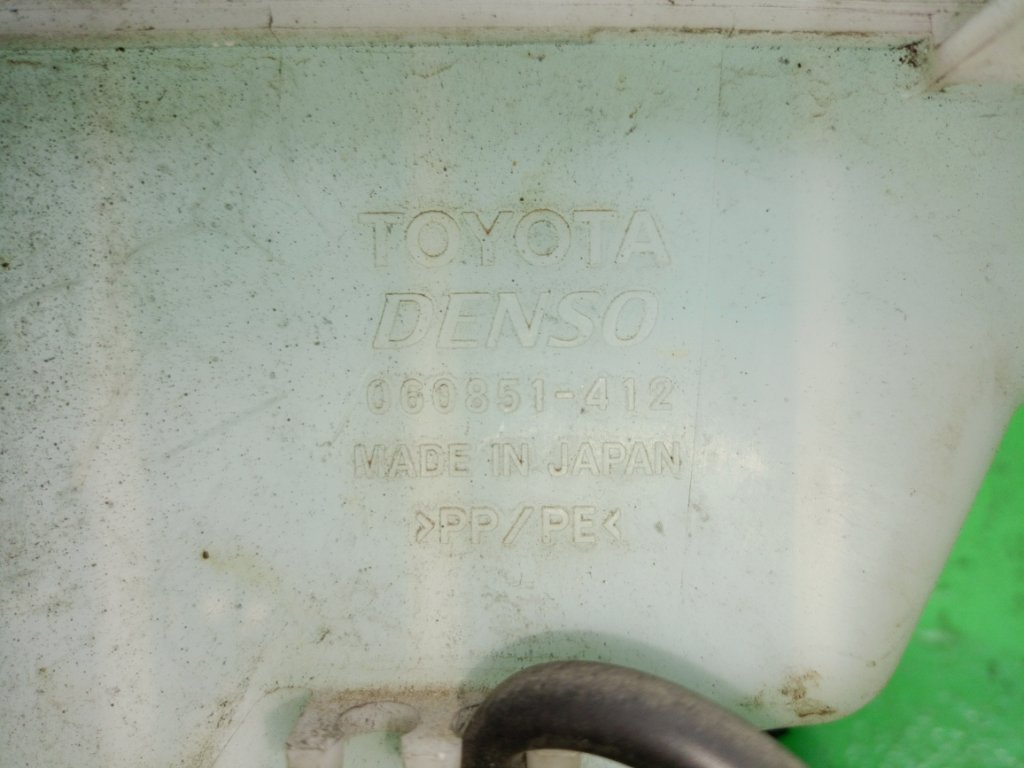 TOYOTA
DENSO
060851-412
MADE IN JAPAN
>PP/PE<